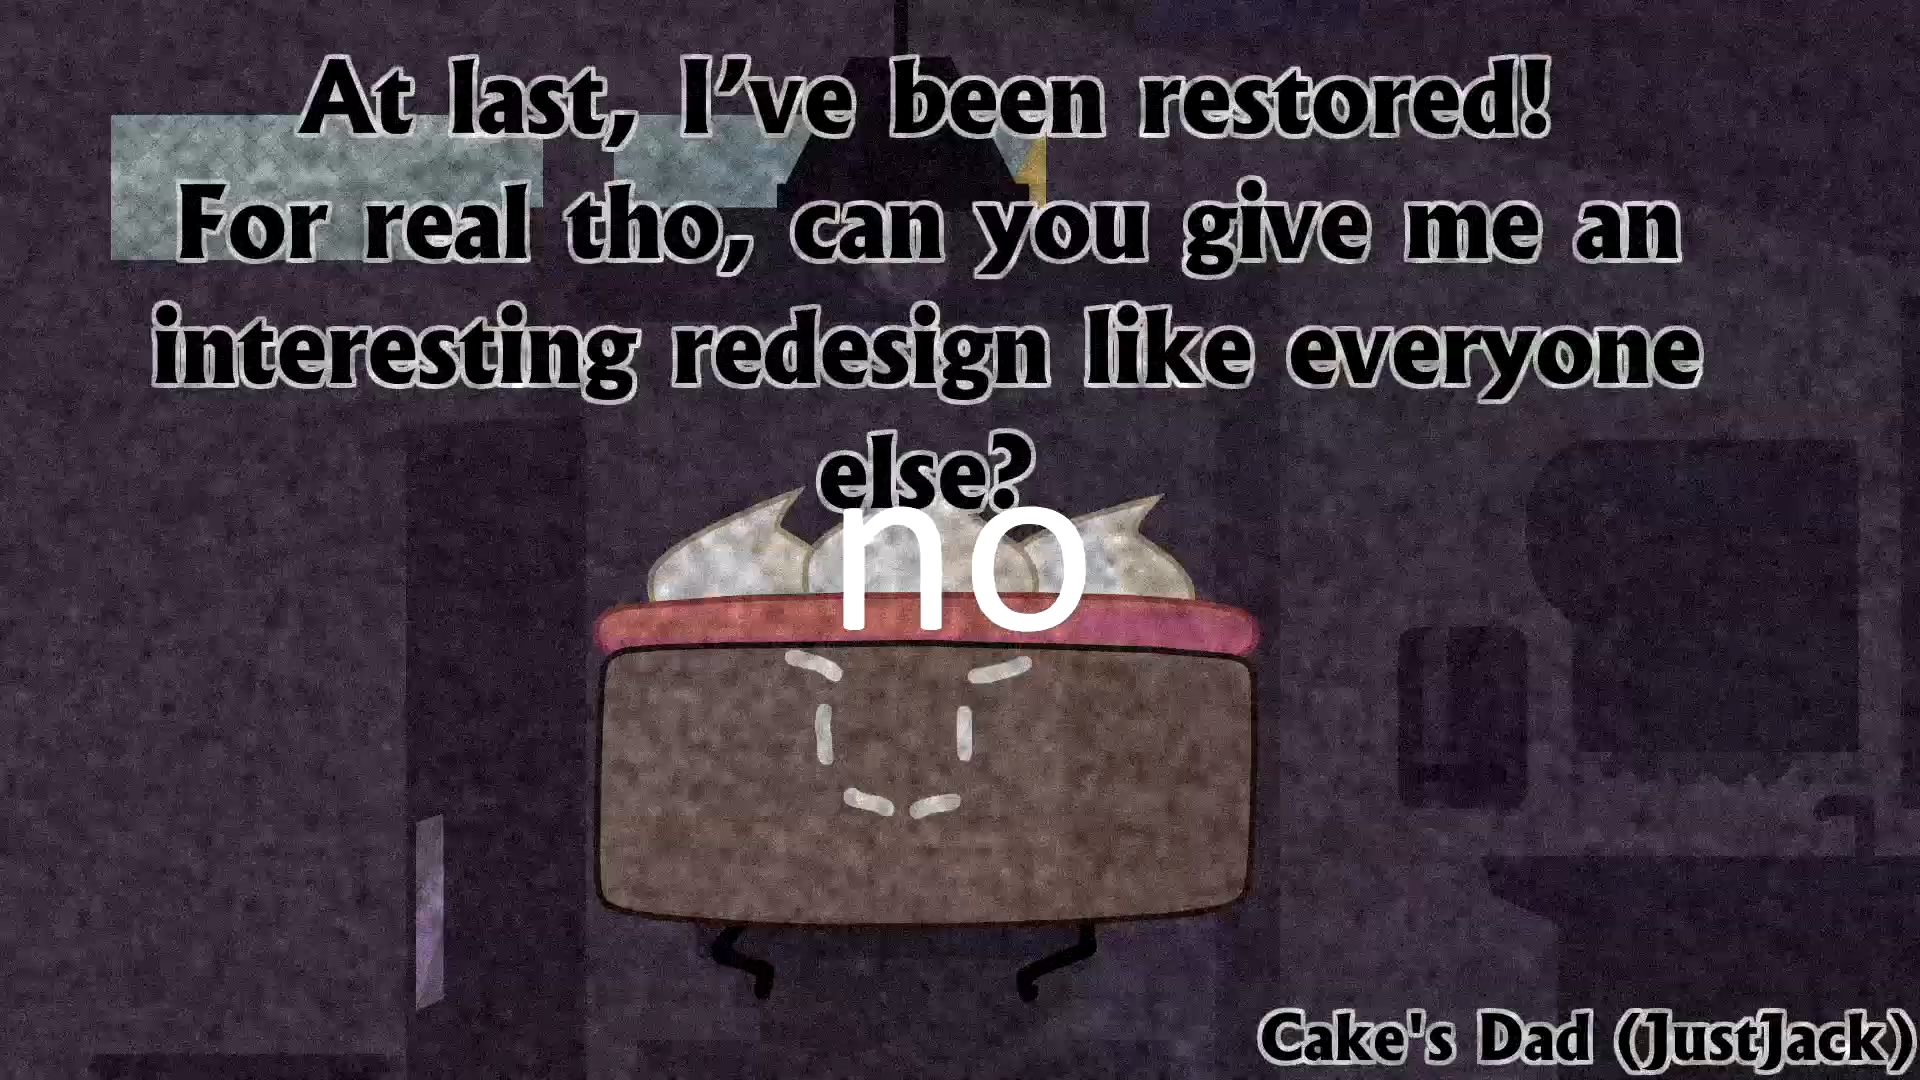 At last, I’ve been restored!
For real tho, can you give me an
interesting redesign like everyone
else?
no
Cake's Dad (JustJack)